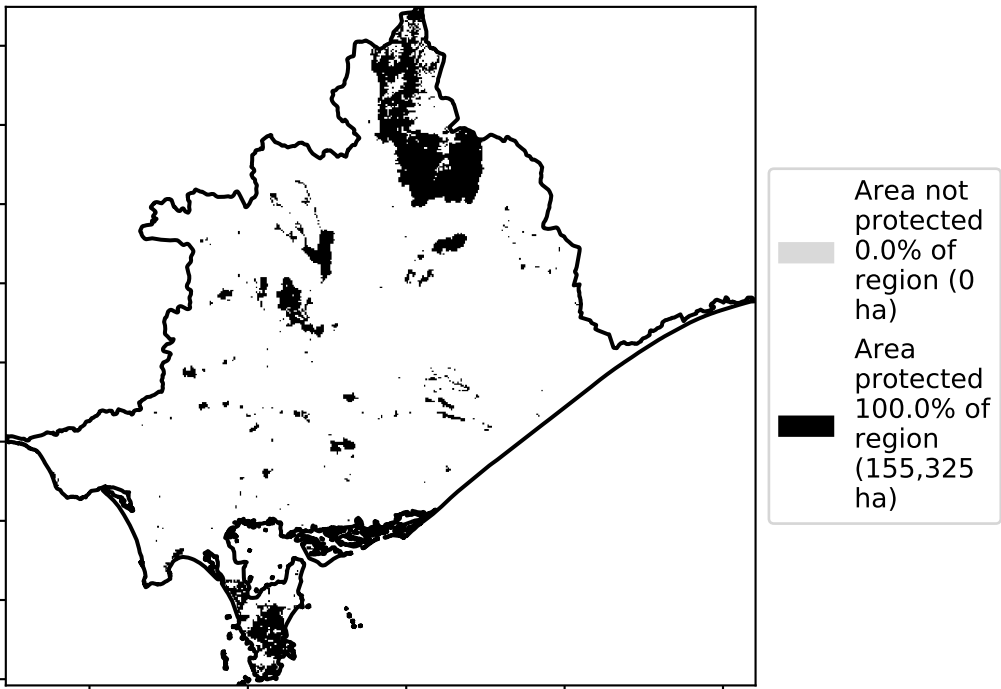 Area not
protected
0.0% of
region (0
ha)
Area
protected
100.0% of
region
(155,325
ha)